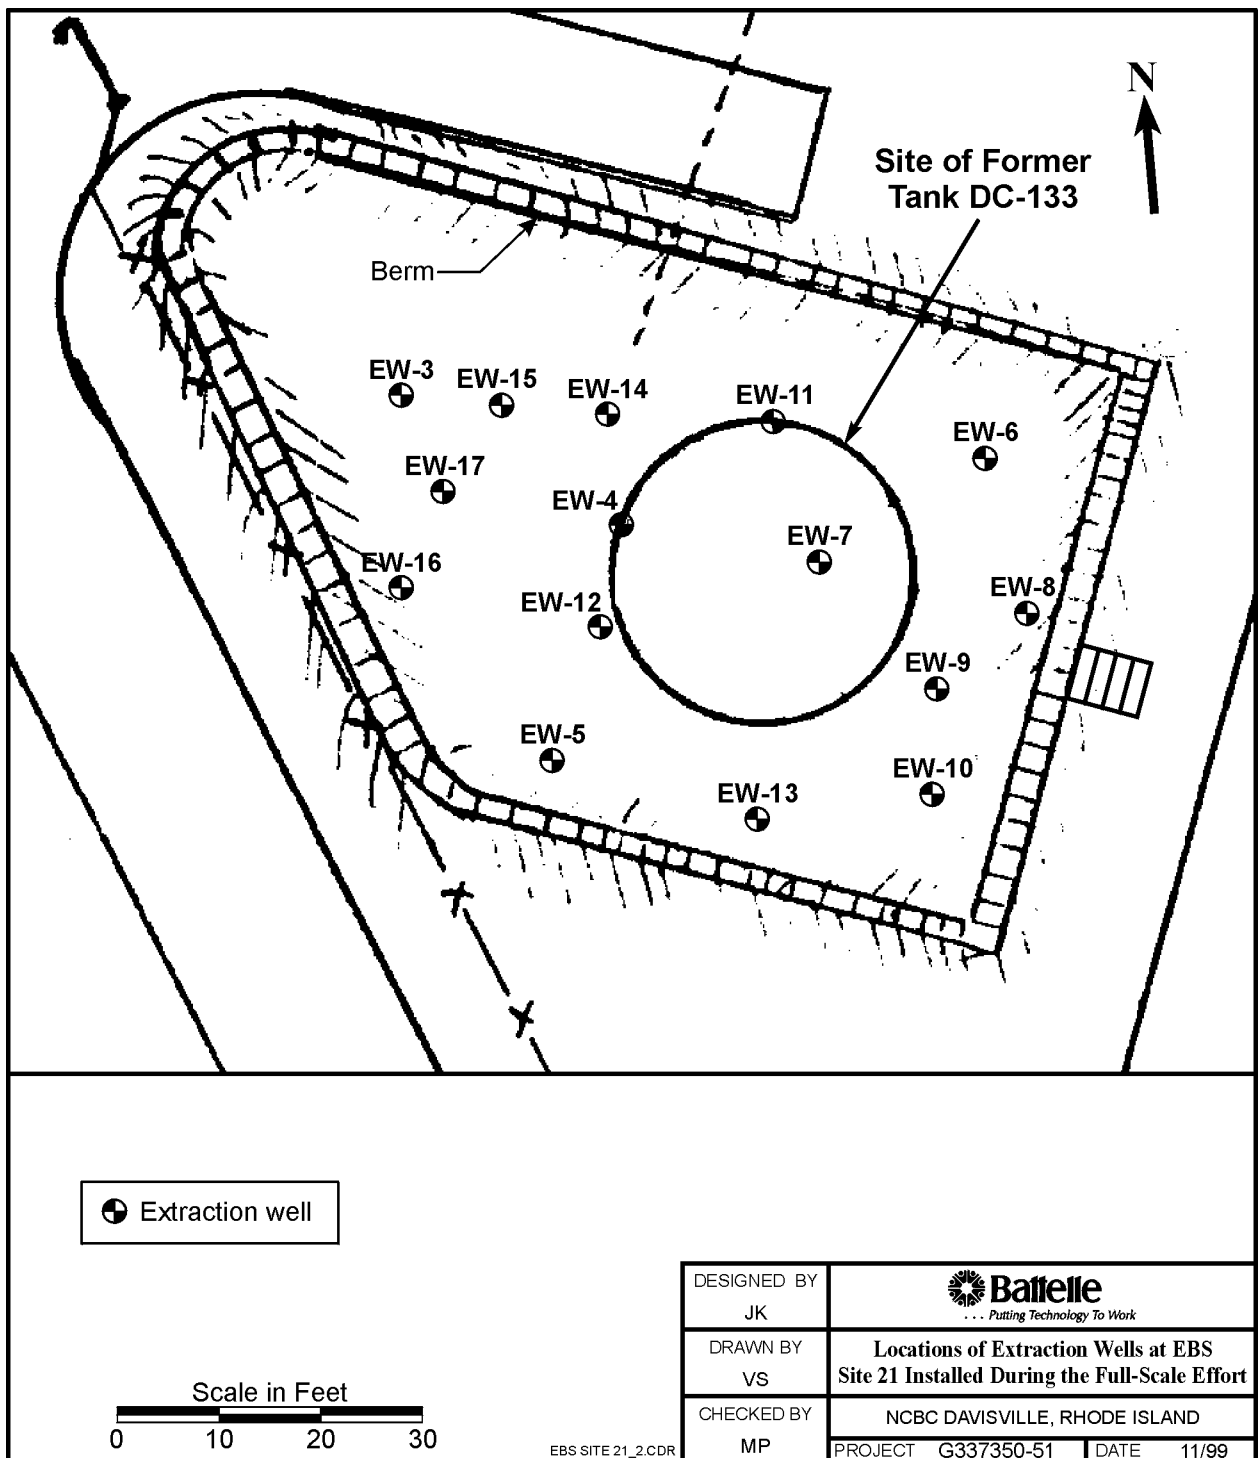 N
Site of Former
Tank DC-133
Berm
EW-3
EW-15
EW-14
EW-11
EW-6
EW-17
EW-4
EW-7
EW-16
EW-12
EW-8
EW-9
EW-5
EW-13
EW-10
Extraction well
Scale in Feet
0 10 20 30
EBS SITE 21_2.CDR
DESIGNED BY
JK
Battelle
. . . Putting Technology To Work
DRAWN BY
VS
Locations of Extraction Wells at EBS
Site 21 Installed During the Full-Scale Effort
CHECKED BY
MP
NCBC DAVISVILLE, RHODE ISLAND
PROJECT G337350-51 DATE 11/99